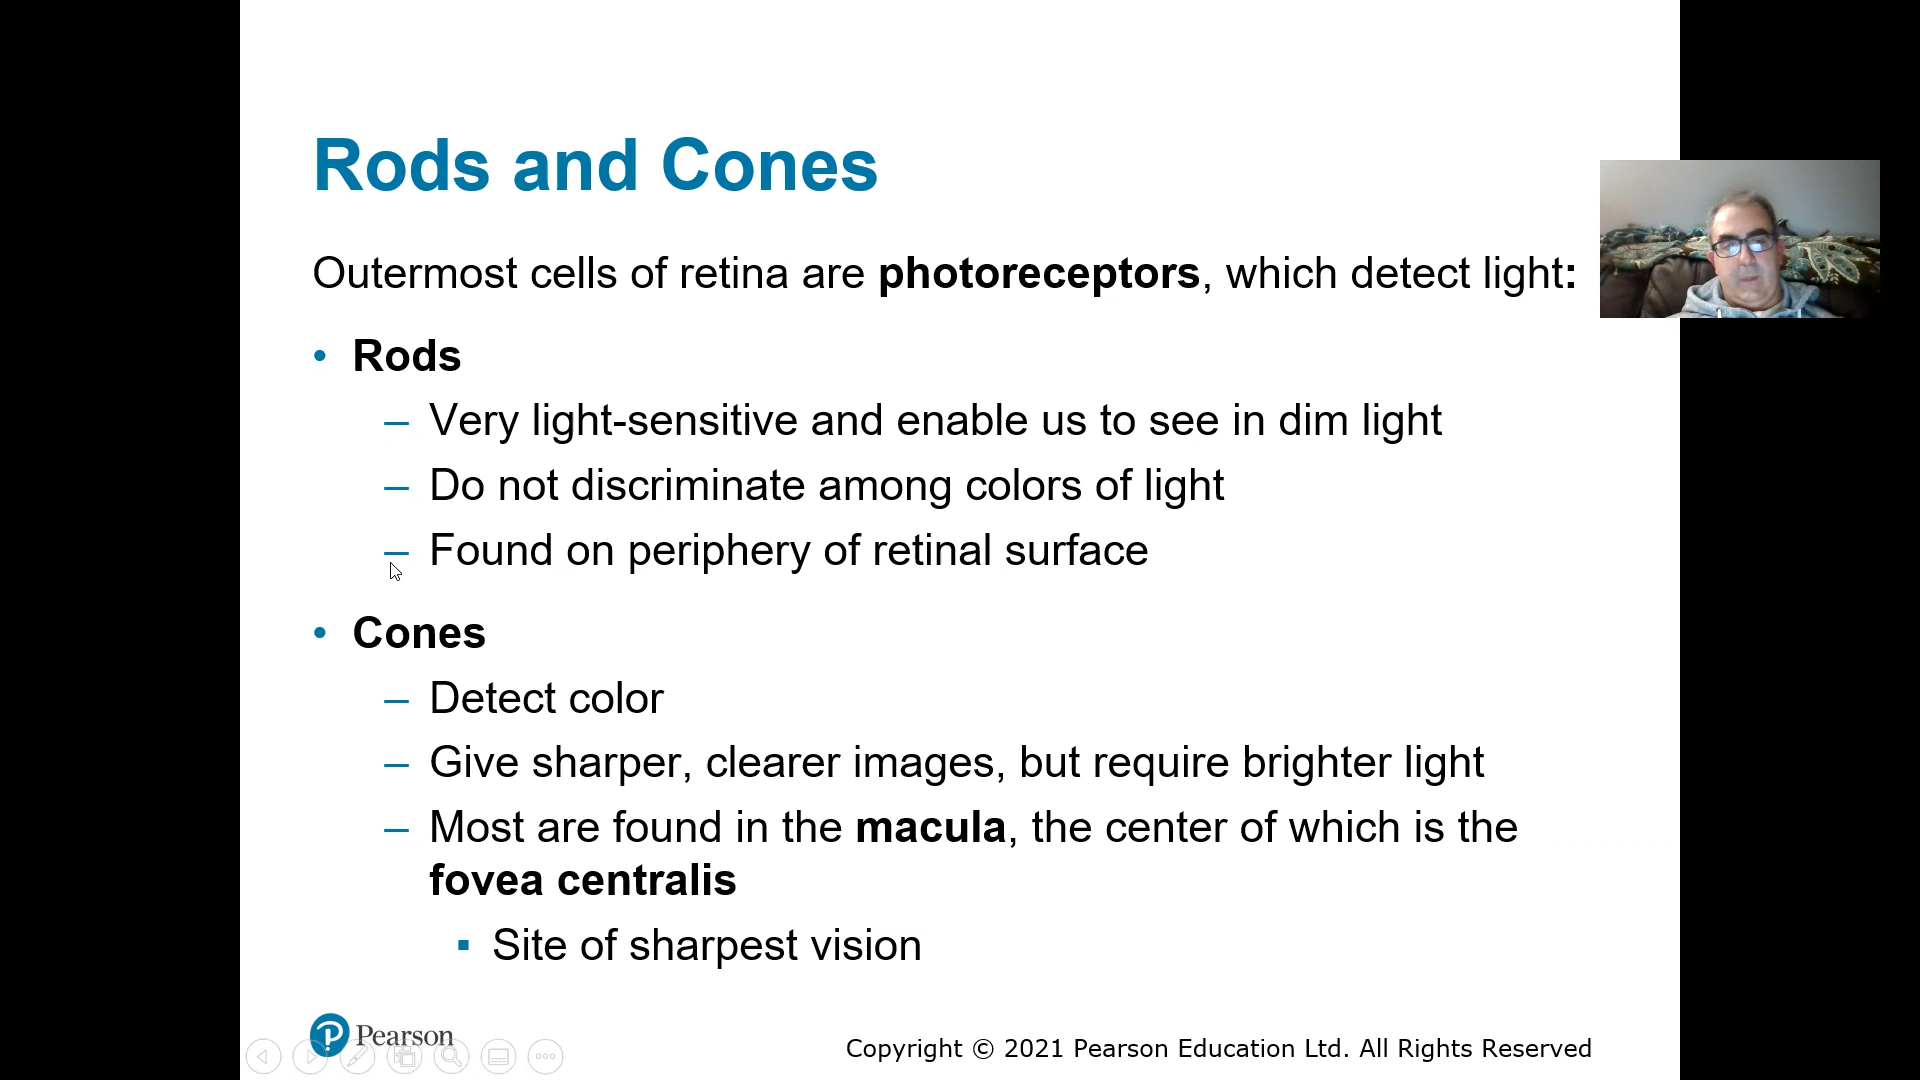 Rods and Cones
Outermost cells of retina are photoreceptors, which detect light:
• Rods
– Very light-sensitive and enable us to see in dim light
– Do not discriminate among colors of light
– Found on periphery of retinal surface
• Cones
– Detect color
– Give sharper, clearer images, but require brighter light
– Most are found in the macula, the center of which is the
fovea centralis
▪ Site of sharpest vision
Pearson
Copyright © 2021 Pearson Education Ltd. All Rights Reserved